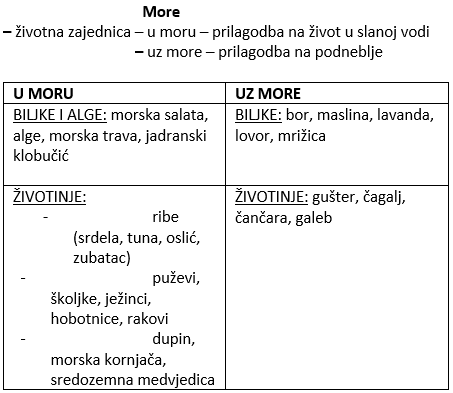 More
– životna zajednica – u moru – prilagodba na život u slanoj vodi
– uz more – prilagodba na podneblje
U MORU
BILJKE I ALGE: morska salata,
alge, morska trava, jadranski
klobučić
ŽIVOTINJE:
- ribe
(srdela, tuna, oslić,
zubatac)
- puževi,
školjke, ježinci,
hobotnice, rakovi
- dupin,
morska kornjača,
sredozemna medvjedica
UZ MORE
BILJKE: bor, maslina, lavanda,
lovor, mrižica
ŽIVOTINJE: gušter, čagalj,
čančara, galeb